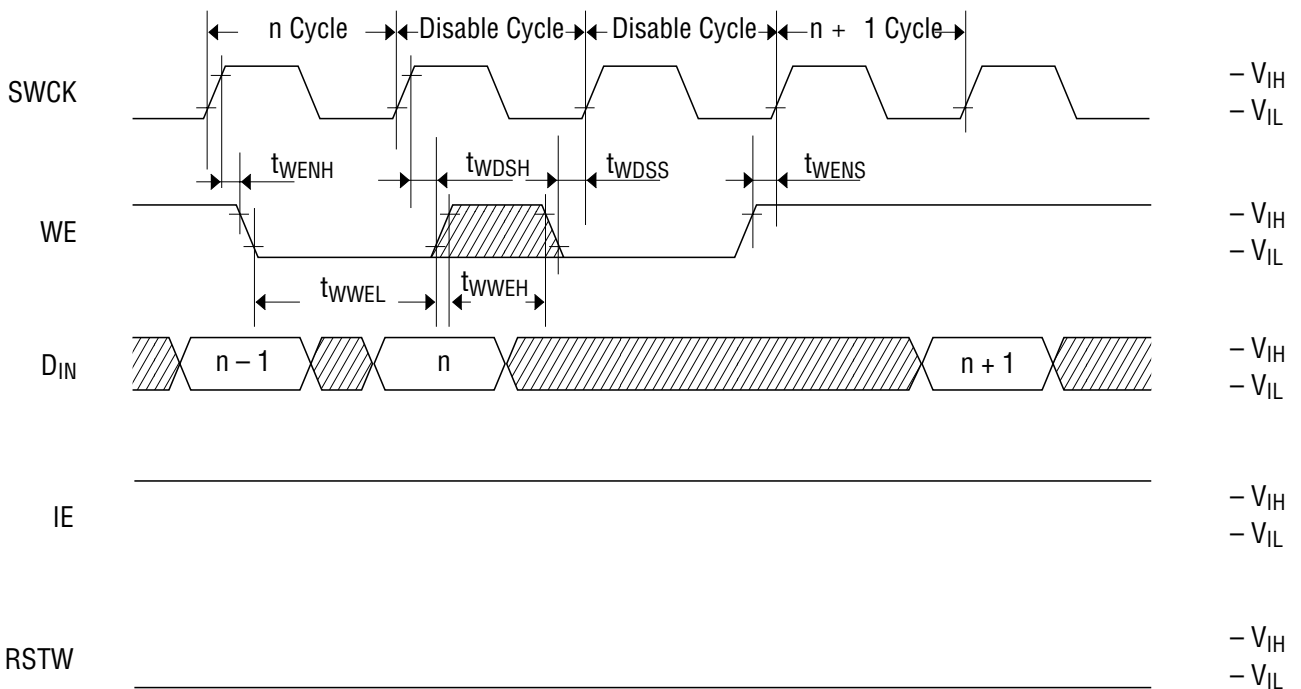 n Cycle Disable Cycle Disable Cycle n + 1 Cycle
SWCK
– VIH
– VIL
tWENH tWDSH tWDSS tWENS
WE
– VIH
– VIL
tWWEL tWWEH
DIN
n – 1 n n + 1
– VIH
– VIL
IE
– VIH
– VIL
RSTW
– VIH
– VIL